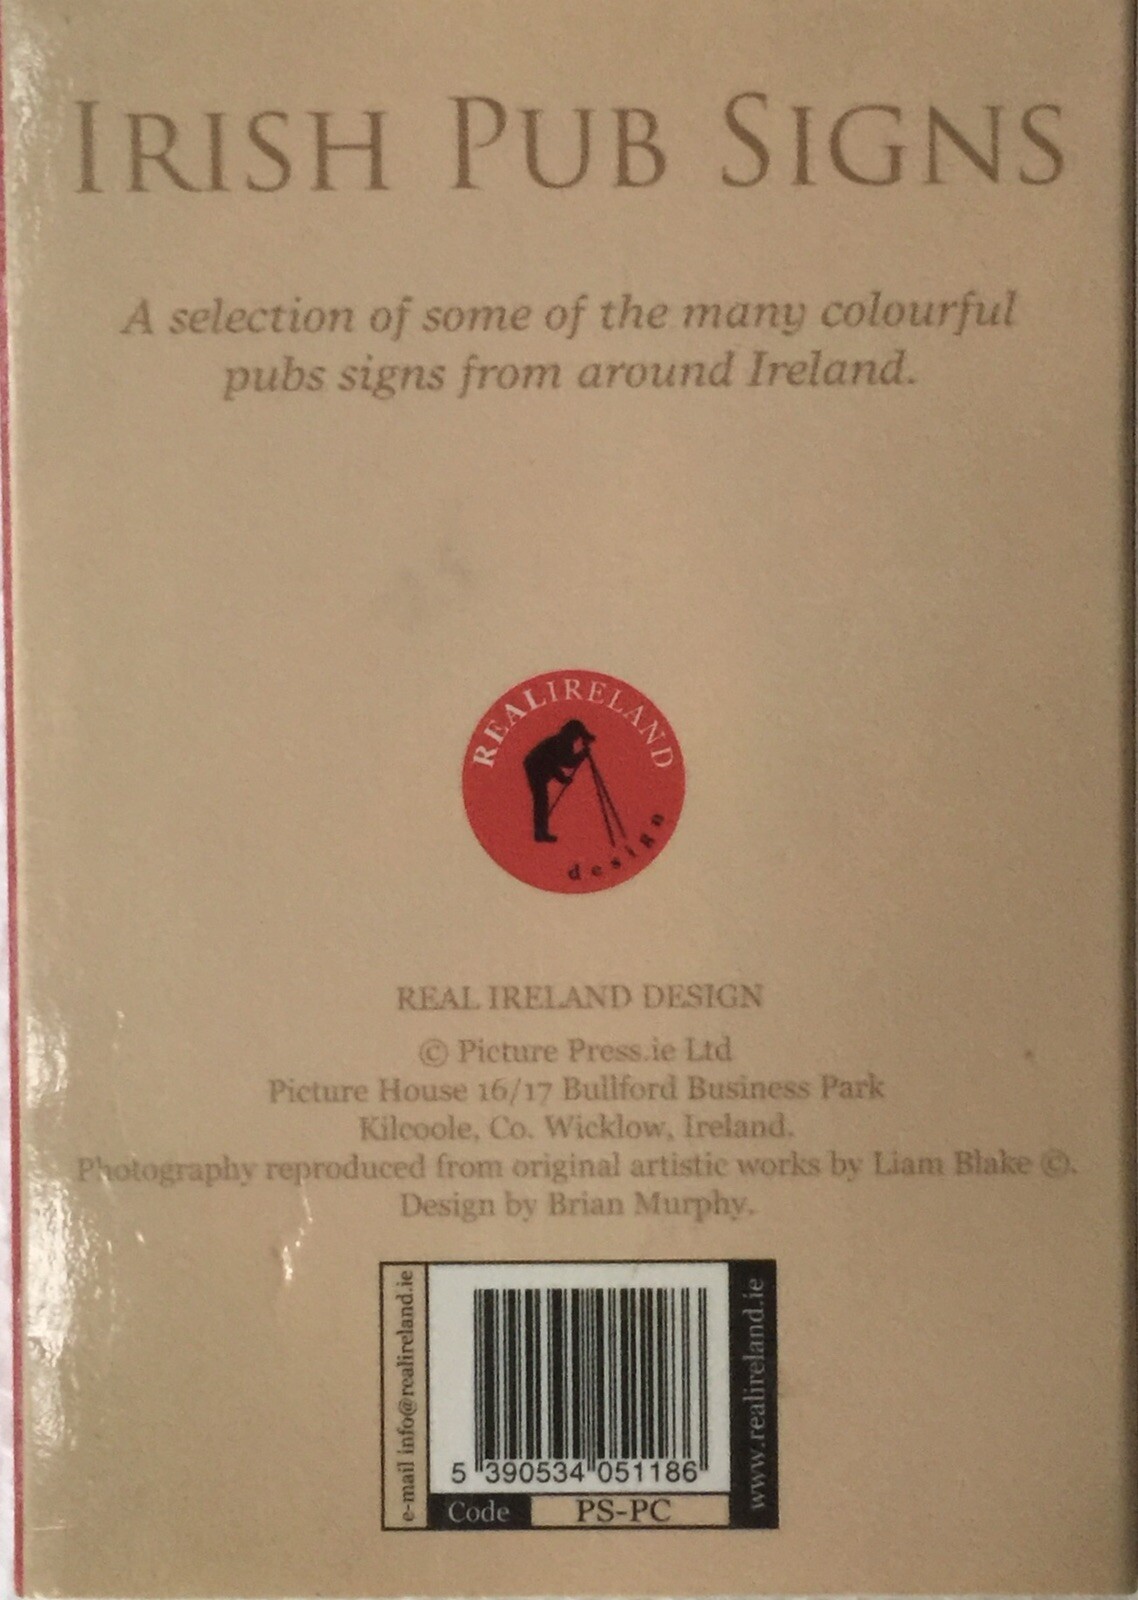 IRISH PUB SIGNS
A selection of some of the many colourful
pubs signs from around Ireland.
REALIRELAND
design
REAL IRELAND DESIGN
© Picture Press.ie Ltd
Picture House 16/17 Bullford Business Park
Kilcoole, Co. Wicklow, Ireland.
Photography reproduced from original artistic works by Liam Blake ©.
Design by Brian Murphy.
e-mail info@realireland.ie
5 390534 051186
www.realireland.ie
Code PS-PC